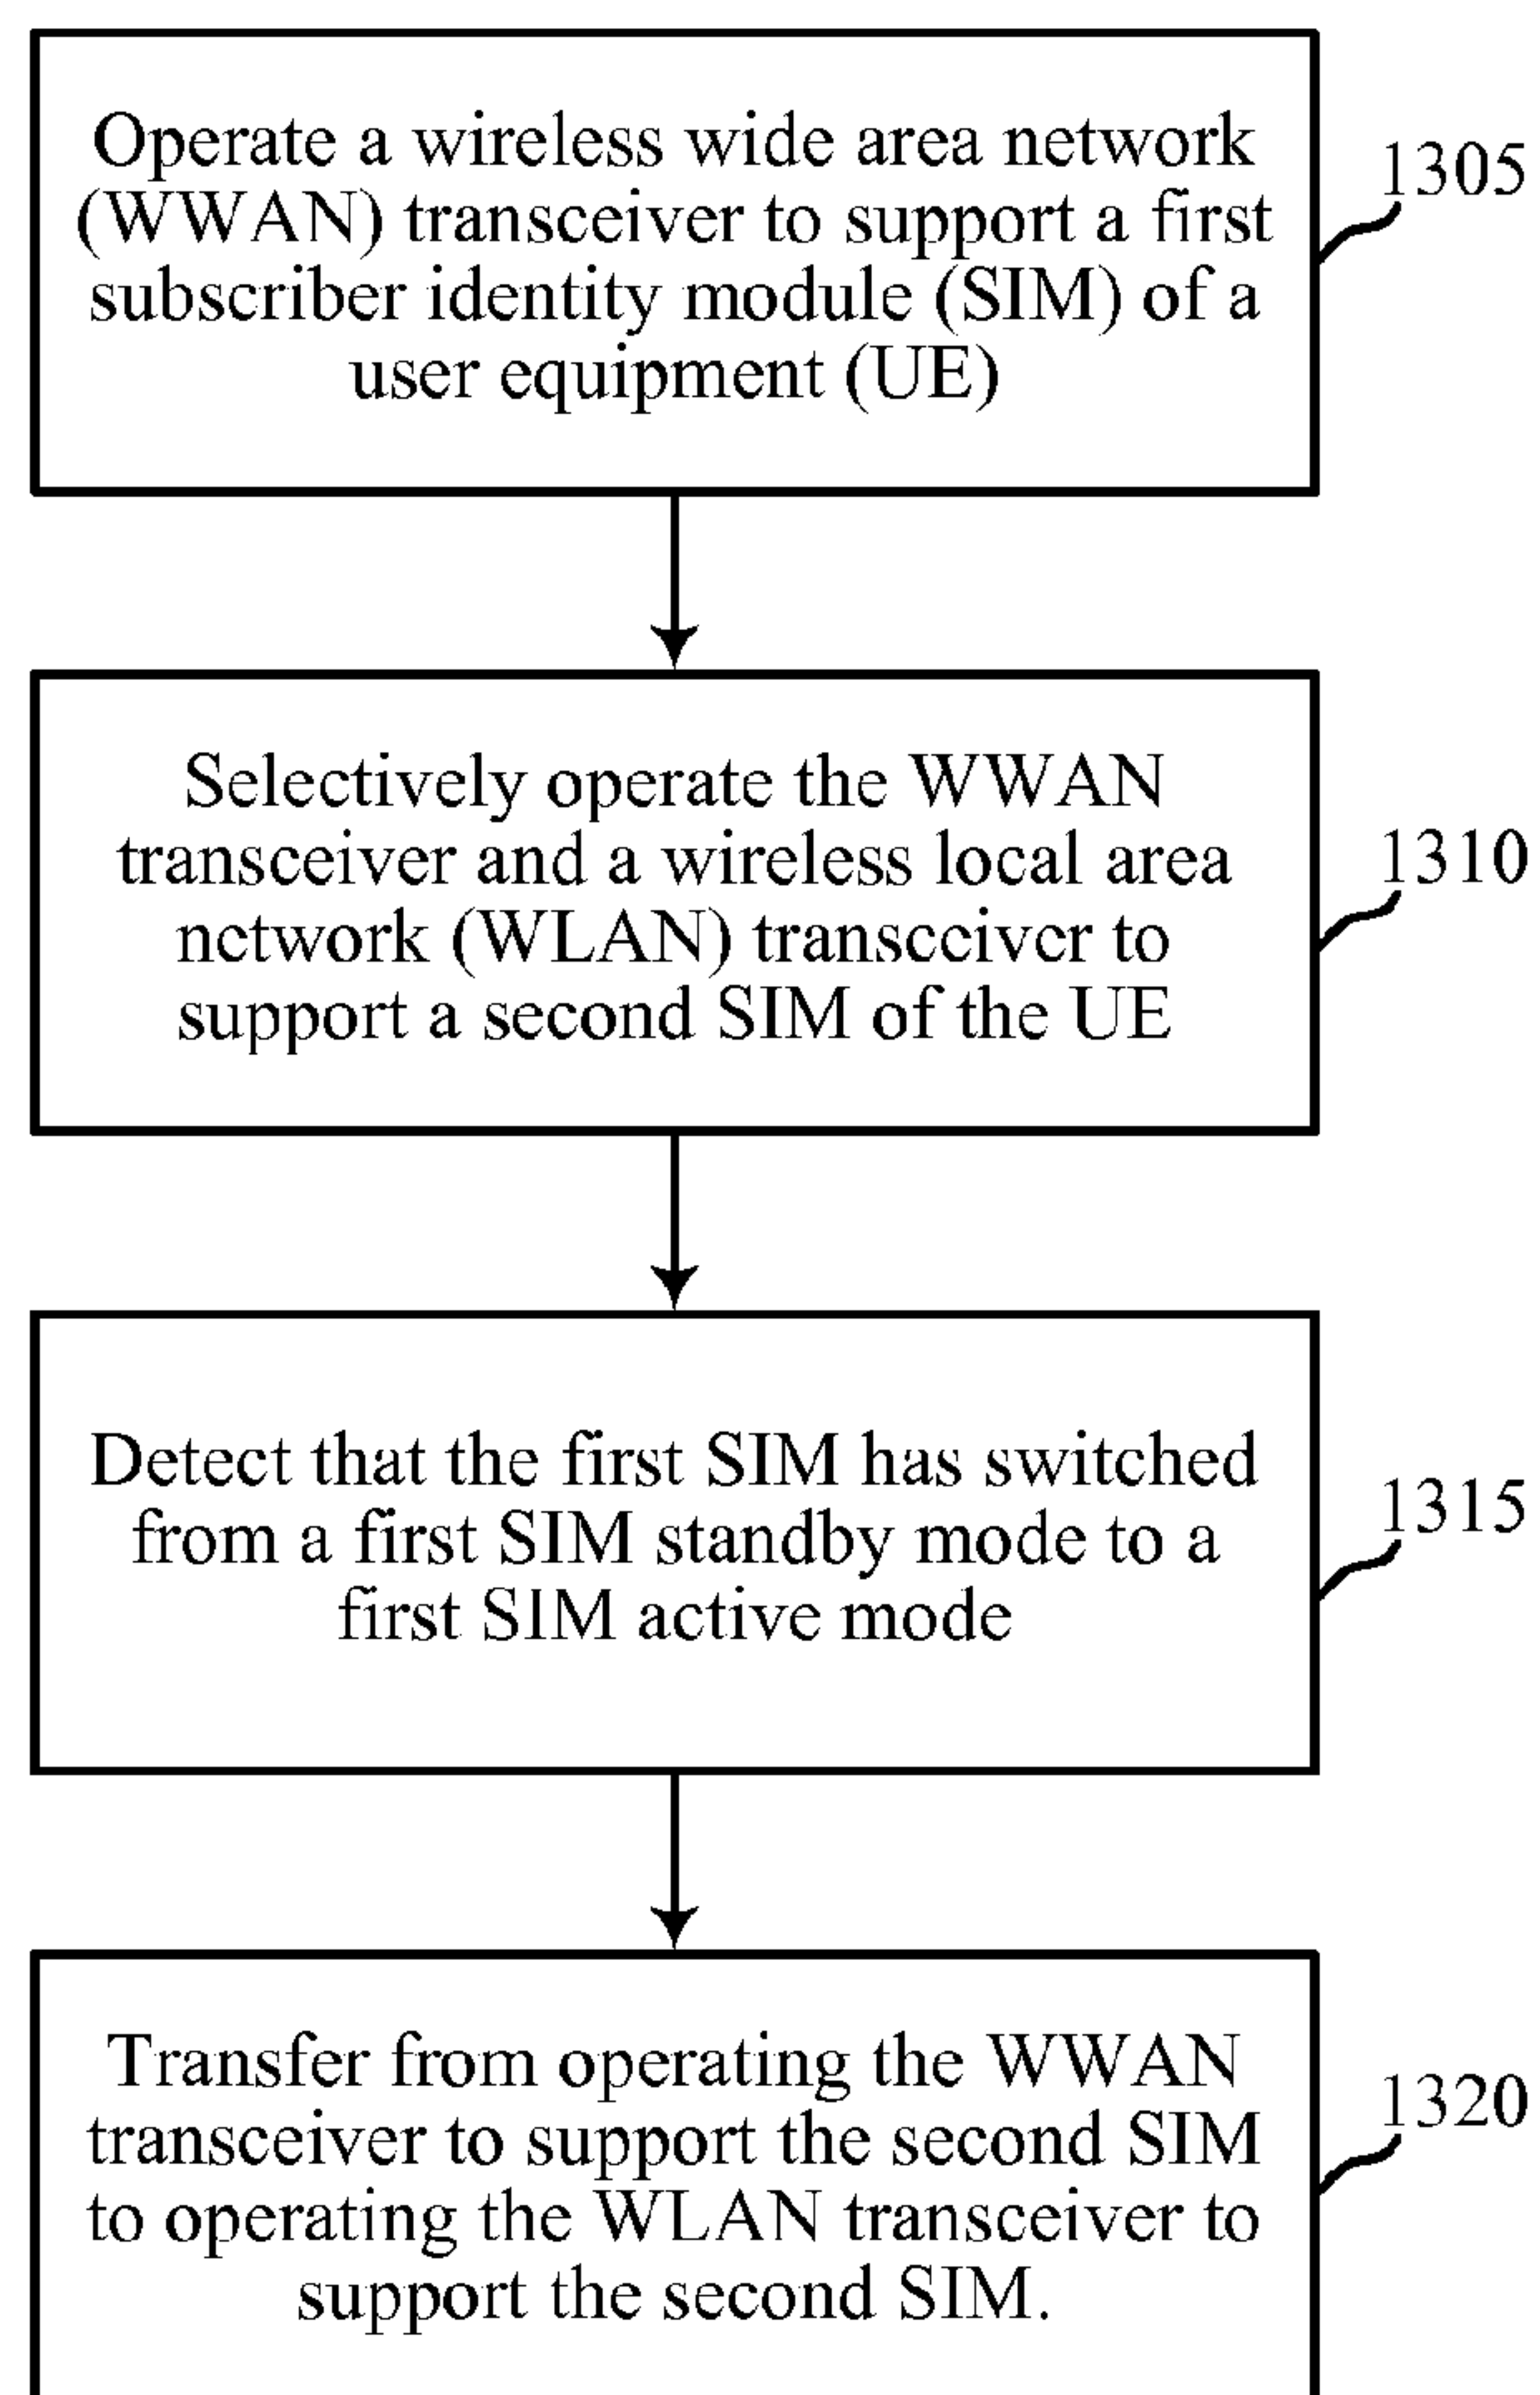 Operate a wireless wide area network
(WWAN) transceiver to support a first
subscriber identity module (SIM) of a
user equipment (UE)
1305
Selectively operate the WWAN
transceiver and a wireless local area
network (WLAN) transceiver to
support a second SIM of the UE
1310
Detect that the first SIM has switched
from a first SIM standby mode to a
first SIM active mode
1315
Transfer from operating the WWAN
transceiver to support the second SIM
to operating the WLAN transceiver to
support the second SIM.
1320